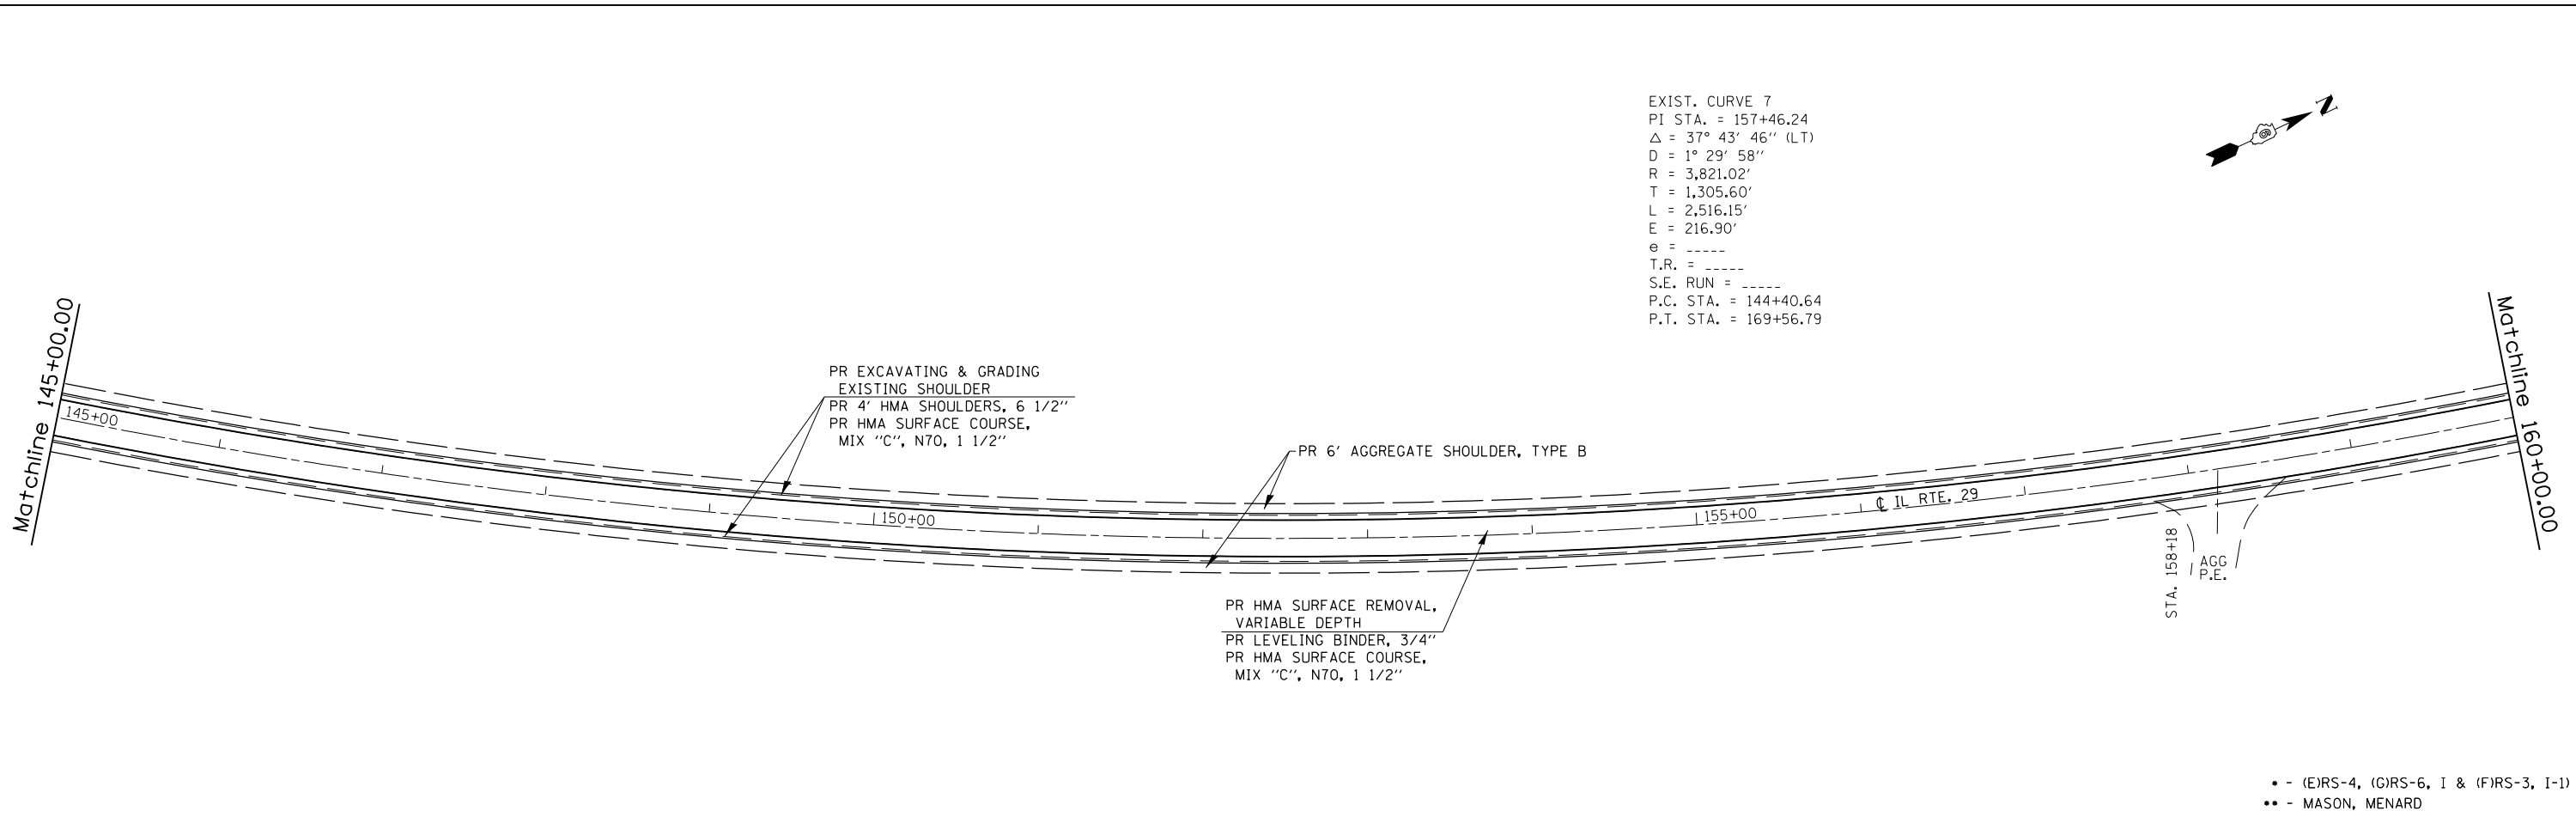 EXIST. CURVE 7
PI STA. = 157+46.24
△ = 37° 43' 46'' (LT)
D = 1° 29' 58''
R = 3,821.02'
T = 1,305.60'
L = 2,516.15'
E = 216.90'
e = _____
T.R. = _____
S.E. RUN = _____
P.C. STA. = 144+40.64
P.T. STA. = 169+56.79
N
Matchline 145+00.00
Matchline 160+00.00
PR EXCAVATING & GRADING
EXISTING SHOULDER
PR 4' HMA SHOULDERS, 6 1/2''
PR HMA SURFACE COURSE,
MIX ''C'', N70, 1 1/2''
145+00
PR 6' AGGREGATE SHOULDER, TYPE B
150+00
155+00
℄ IL RTE. 29
STA. 158+18
AGG
P.E.
PR HMA SURFACE REMOVAL,
VARIABLE DEPTH
PR LEVELING BINDER, 3/4''
PR HMA SURFACE COURSE,
MIX ''C'', N70, 1 1/2''
* - (E)RS-4, (G)RS-6, I & (F)RS-3, I-1)
** - MASON, MENARD